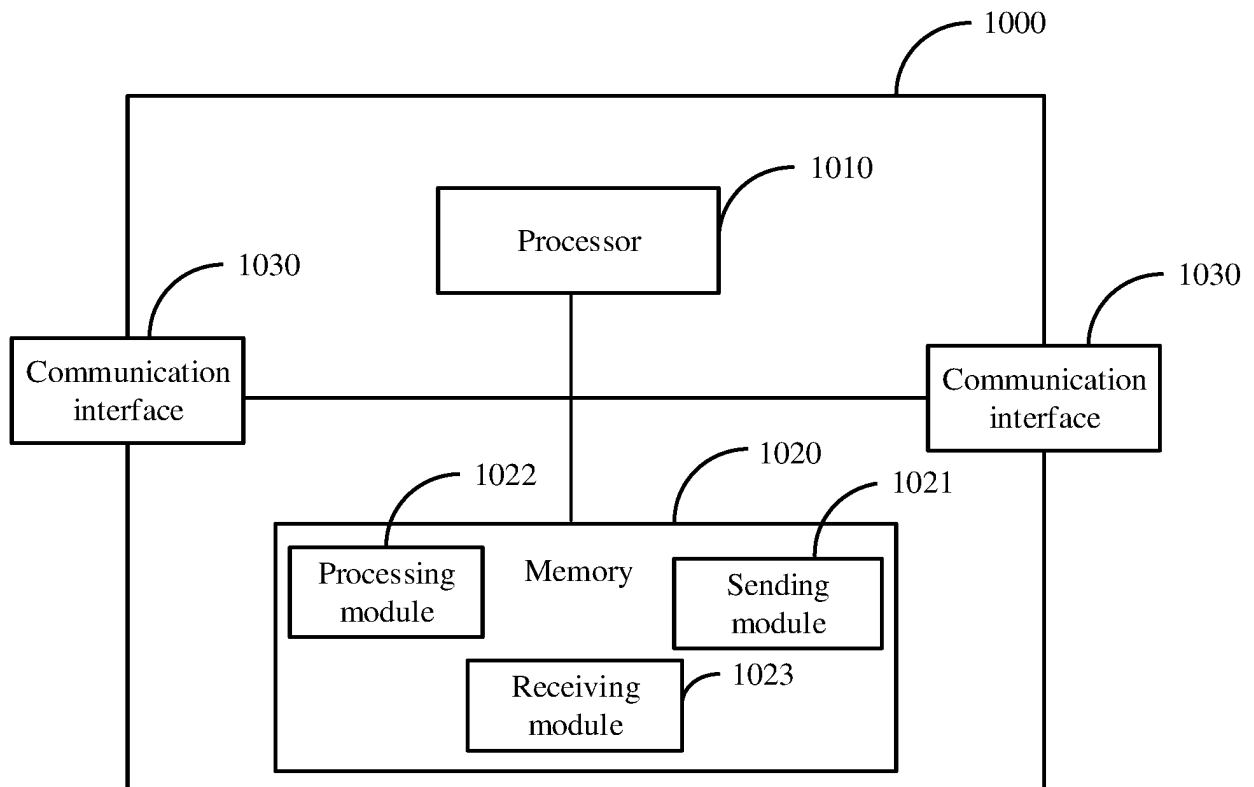 1000
1010
Processor
1030
1030
Communication
interface
Communication
interface
1020
1022
1021
Processing
module
Memory
Sending
module
Receiving
module
1023